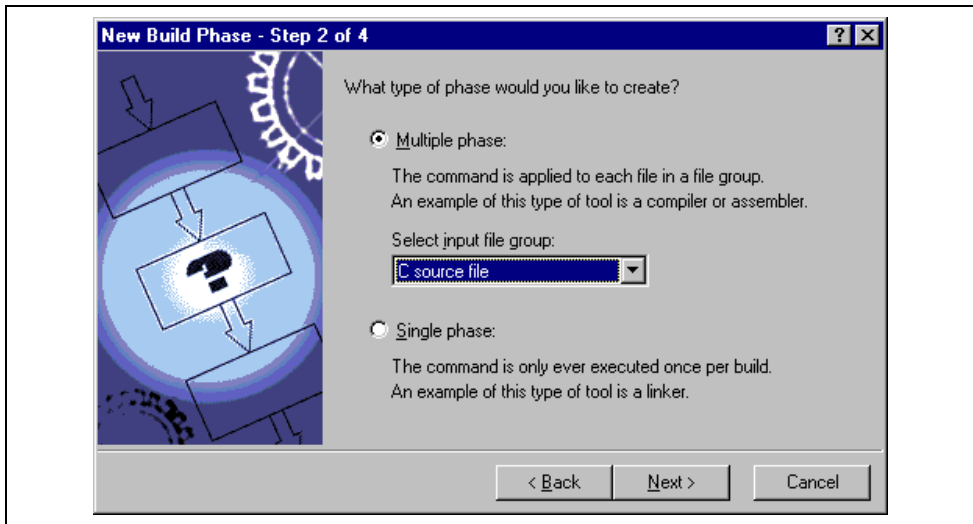 New Build Phase - Step 2 of 4
What type of phase would you like to create?
Multiple phase:
The command is applied to each file in a file group.
An example of this type of tool is a compiler or assembler.
Select input file group:
C source file
Single phase:
The command is only ever executed once per build.
An example of this type of tool is a linker.
< Back
Next >
Cancel